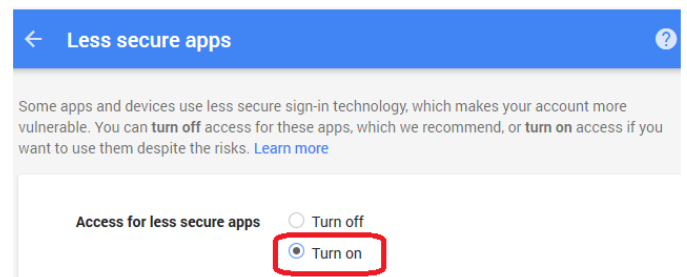 Less secure apps
Some apps and devices use less secure sign-in technology, which makes your account more
vulnerable. You can turn off access for these apps, which we recommend, or turn on access if you
want to use them despite the risks. Learn more
Access for less secure apps Turn off
Turn on